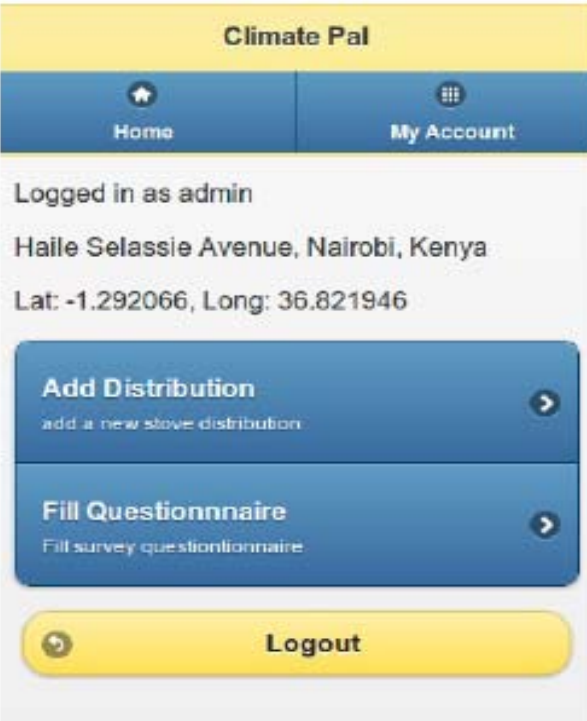 Climate Pal
Home
My Account
Logged in as admin
Haile Selassie Avenue, Nairobi, Kenya
Lat: -1.292066, Long: 36.821946
Add Distribution
add a new stove distribution
Fill Questionnnaire
Fill survey questiontionnaire
Logout